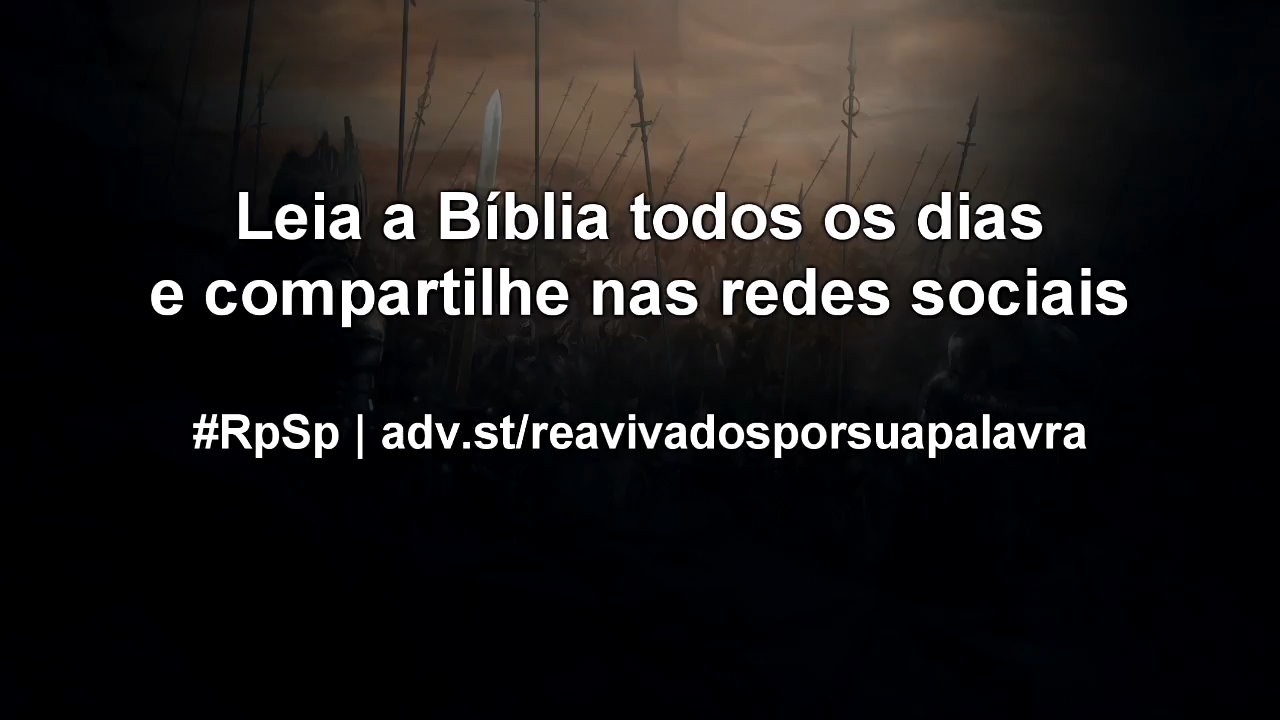 Leia a Bíblia todos os dias
e compartilhe nas redes sociais
#RpSp | adv.st/reavivadosporsuapalavra